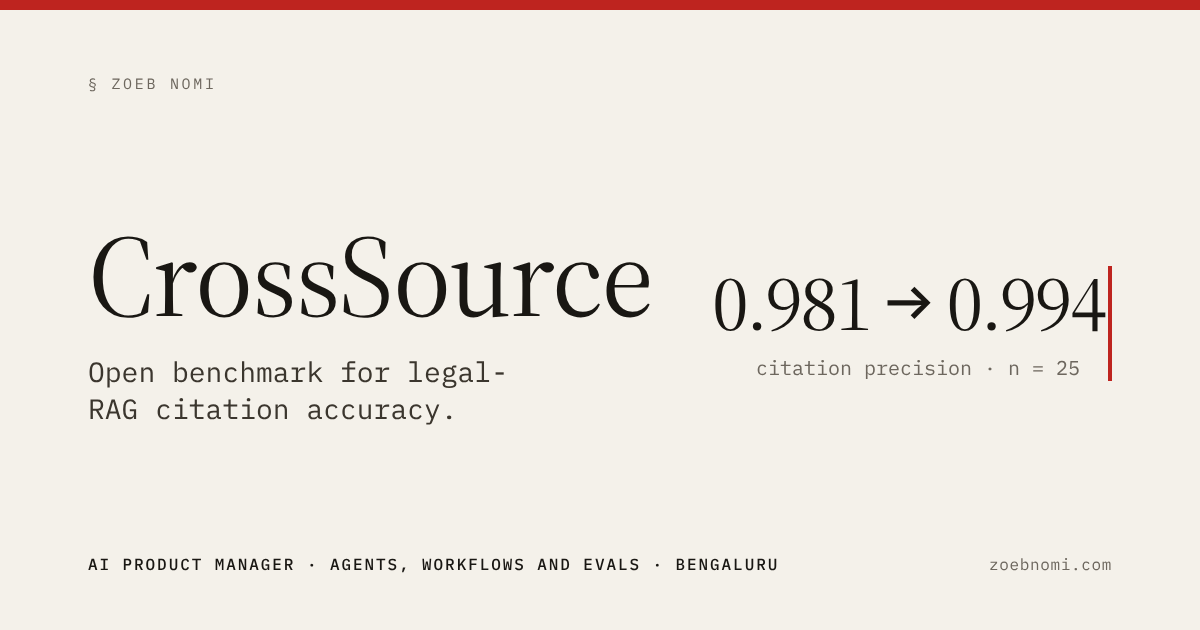 § ZOEB NOMI
CrossSource
Open benchmark for legal-
RAG citation accuracy.
0.981 → 0.994
citation precision · n = 25
AI PRODUCT MANAGER · AGENTS, WORKFLOWS AND EVALS · BENGALURU
zoebnomi.com